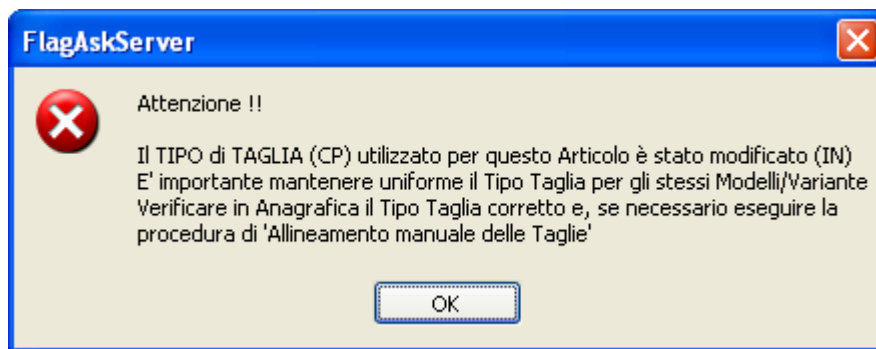 FlagAskServer
Attenzione !!
Il TIPO di TAGLIA (CP) utilizzato per questo Articolo è stato modificato (IN)
E' importante mantenere uniforme il Tipo Taglia per gli stessi Modelli/Variante
Verificare in Anagrafica il Tipo Taglia corretto e, se necessario eseguire la
procedura di 'Allineamento manuale delle Taglie'
OK